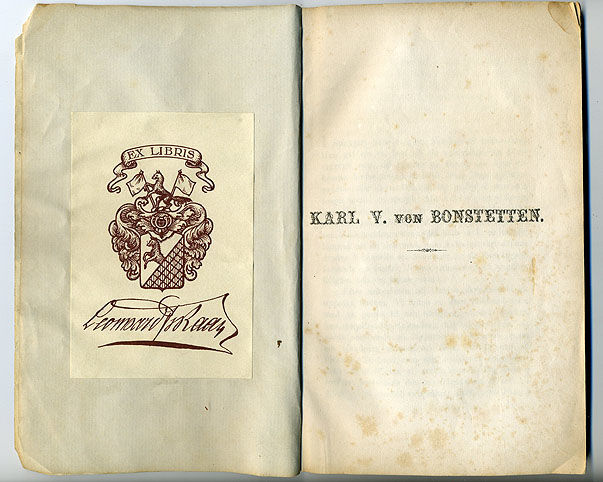 EX LIBRIS
KARL V. VON BONSTETTEN.